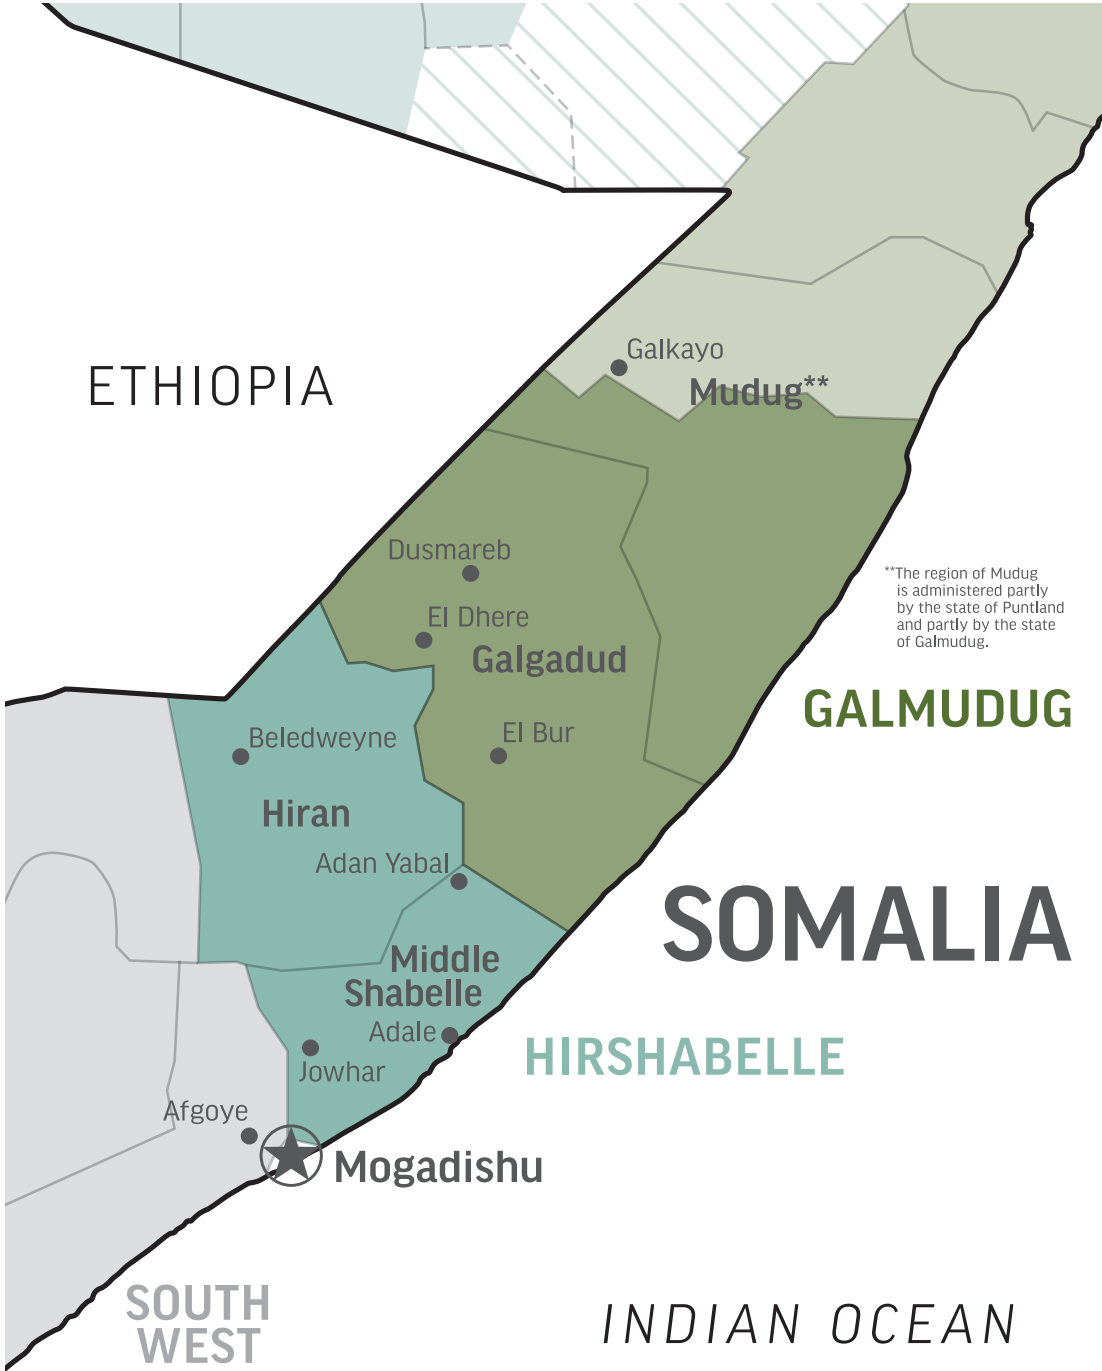 Galkayo
Mudug**
ETHIOPIA
Dusmareb
El Dhere
Galgadud
**The region of Mudug
is administered partly
by the state of Puntland
and partly by the state
of Galmudug.
GALMUDUG
El Bur
Beledweyne
Hiran
Adan Yabal
SOMALIA
Middle
Shabelle
Adale
HIRSHABELLE
Jowhar
Afgoye
Mogadishu
SOUTH
WEST
INDIAN OCEAN